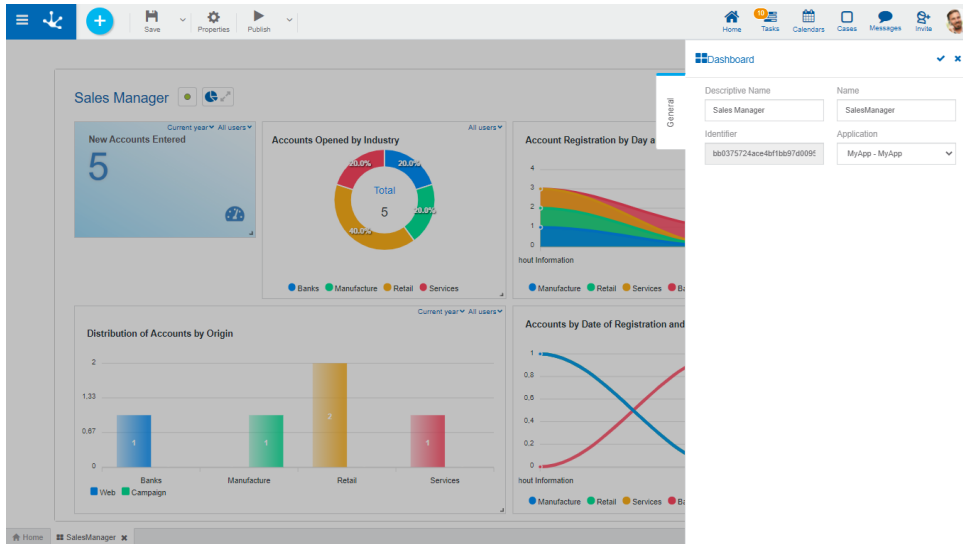 Save
Properties
Publish
Home
10
Tasks
Calendars
Cases
Messages
Invite
Dashboard
General
Descriptive Name
Name
Sales Manager
SalesManager
Identifier
Application
bb0375724ace4bf1bb97d0095
MyApp - MyApp
Sales Manager
Current year All users
New Accounts Entered
5
All users
Accounts Opened by Industry
20.0%
20.0%
20.0%
40.0%
Total
5
Banks Manufacture Retail Services
Account Registration by Day a
4
3
2
1
0
hout Information
Manufacture Retail Services Ba
Current year All users
Distribution of Accounts by Origin
2
1,33
0,67
0
1
1
2
1
Banks Manufacture Retail Services
Web Campaign
Accounts by Date of Registration and
1
0,8
0,6
0,4
0,2
0
hout Information
Manufacture Retail Services Ba
Home
SalesManager